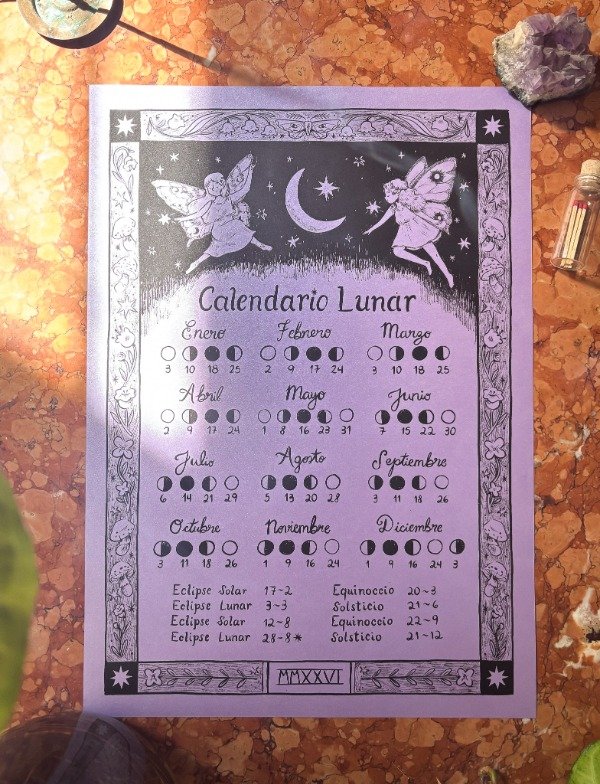 Calendario Lunar
Enero Febrero Marzo
3 10 18 25 2 9 17 24 3 10 18 25
Abril Mayo Junio
2 9 17 24 1 8 16 23 31 7 15 22 30
Julio Agosto Septiembre
6 14 21 29 5 13 20 28 3 11 18 26
Octubre Noviembre Diciembre
3 11 18 26 1 9 16 24 1 9 16 24 3
Eclipse Solar 17~2 Equinoccio 20~3
Eclipse Lunar 3~3 Solsticio 21~6
Eclipse Solar 12~8 Equinoccio 22~9
Eclipse Lunar 28~8* Solsticio 21~12
MMXXVI